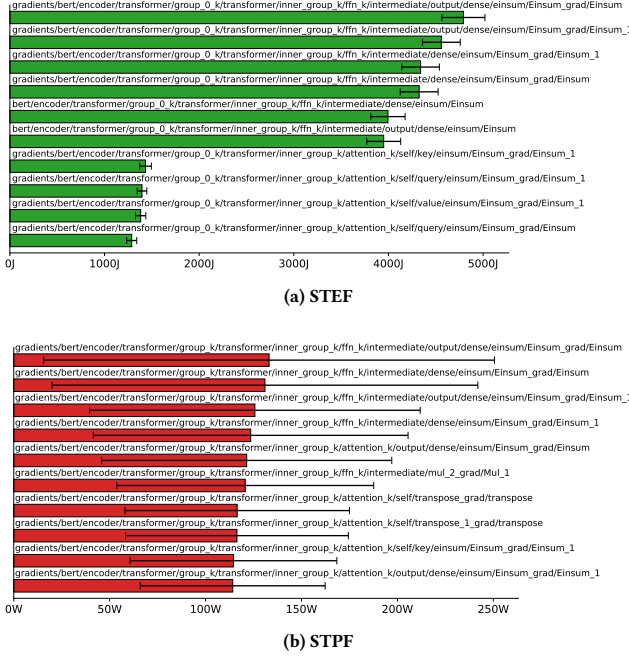 gradients/bert/encoder/transformer/group_0_k/transformer/inner_group_k/ffn_k/intermediate/output/dense/einsum/Einsum_grad/Einsum
gradients/bert/encoder/transformer/group_0_k/transformer/inner_group_k/ffn_k/intermediate/output/dense/einsum/Einsum_grad/Einsum_1
gradients/bert/encoder/transformer/group_0_k/transformer/inner_group_k/ffn_k/intermediate/dense/einsum/Einsum_grad/Einsum_1
gradients/bert/encoder/transformer/group_0_k/transformer/inner_group_k/ffn_k/intermediate/dense/einsum/Einsum_grad/Einsum
bert/encoder/transformer/group_0_k/transformer/inner_group_k/ffn_k/intermediate/dense/einsum/Einsum
bert/encoder/transformer/group_0_k/transformer/inner_group_k/ffn_k/intermediate/output/dense/einsum/Einsum
gradients/bert/encoder/transformer/group_0_k/transformer/inner_group_k/attention_k/self/key/einsum/Einsum_grad/Einsum_1
gradients/bert/encoder/transformer/group_0_k/transformer/inner_group_k/attention_k/self/query/einsum/Einsum_grad/Einsum_1
gradients/bert/encoder/transformer/group_0_k/transformer/inner_group_k/attention_k/self/value/einsum/Einsum_grad/Einsum_1
gradients/bert/encoder/transformer/group_0_k/transformer/inner_group_k/attention_k/self/query/einsum/Einsum_grad/Einsum
0J 1000J 2000J 3000J 4000J 5000J
(a) STEF
gradients/bert/encoder/transformer/group_k/transformer/inner_group_k/ffn_k/intermediate/output/dense/einsum/Einsum_grad/Einsum
gradients/bert/encoder/transformer/group_k/transformer/inner_group_k/ffn_k/intermediate/dense/einsum/Einsum_grad/Einsum
gradients/bert/encoder/transformer/group_k/transformer/inner_group_k/ffn_k/intermediate/output/dense/einsum/Einsum_grad/Einsum_1
gradients/bert/encoder/transformer/group_k/transformer/inner_group_k/ffn_k/intermediate/dense/einsum/Einsum_grad/Einsum_1
gradients/bert/encoder/transformer/group_k/transformer/inner_group_k/attention_k/output/dense/einsum/Einsum_grad/Einsum
gradients/bert/encoder/transformer/group_k/transformer/inner_group_k/ffn_k/intermediate/mul_2_grad/Mul_1
gradients/bert/encoder/transformer/group_k/transformer/inner_group_k/attention_k/self/transpose_grad/transpose
gradients/bert/encoder/transformer/group_k/transformer/inner_group_k/attention_k/self/transpose_1_grad/transpose
gradients/bert/encoder/transformer/group_k/transformer/inner_group_k/attention_k/self/key/einsum/Einsum_grad/Einsum_1
gradients/bert/encoder/transformer/group_k/transformer/inner_group_k/attention_k/output/dense/einsum/Einsum_grad/Einsum_1
0W 50W 100W 150W 200W 250W
(b) STPF